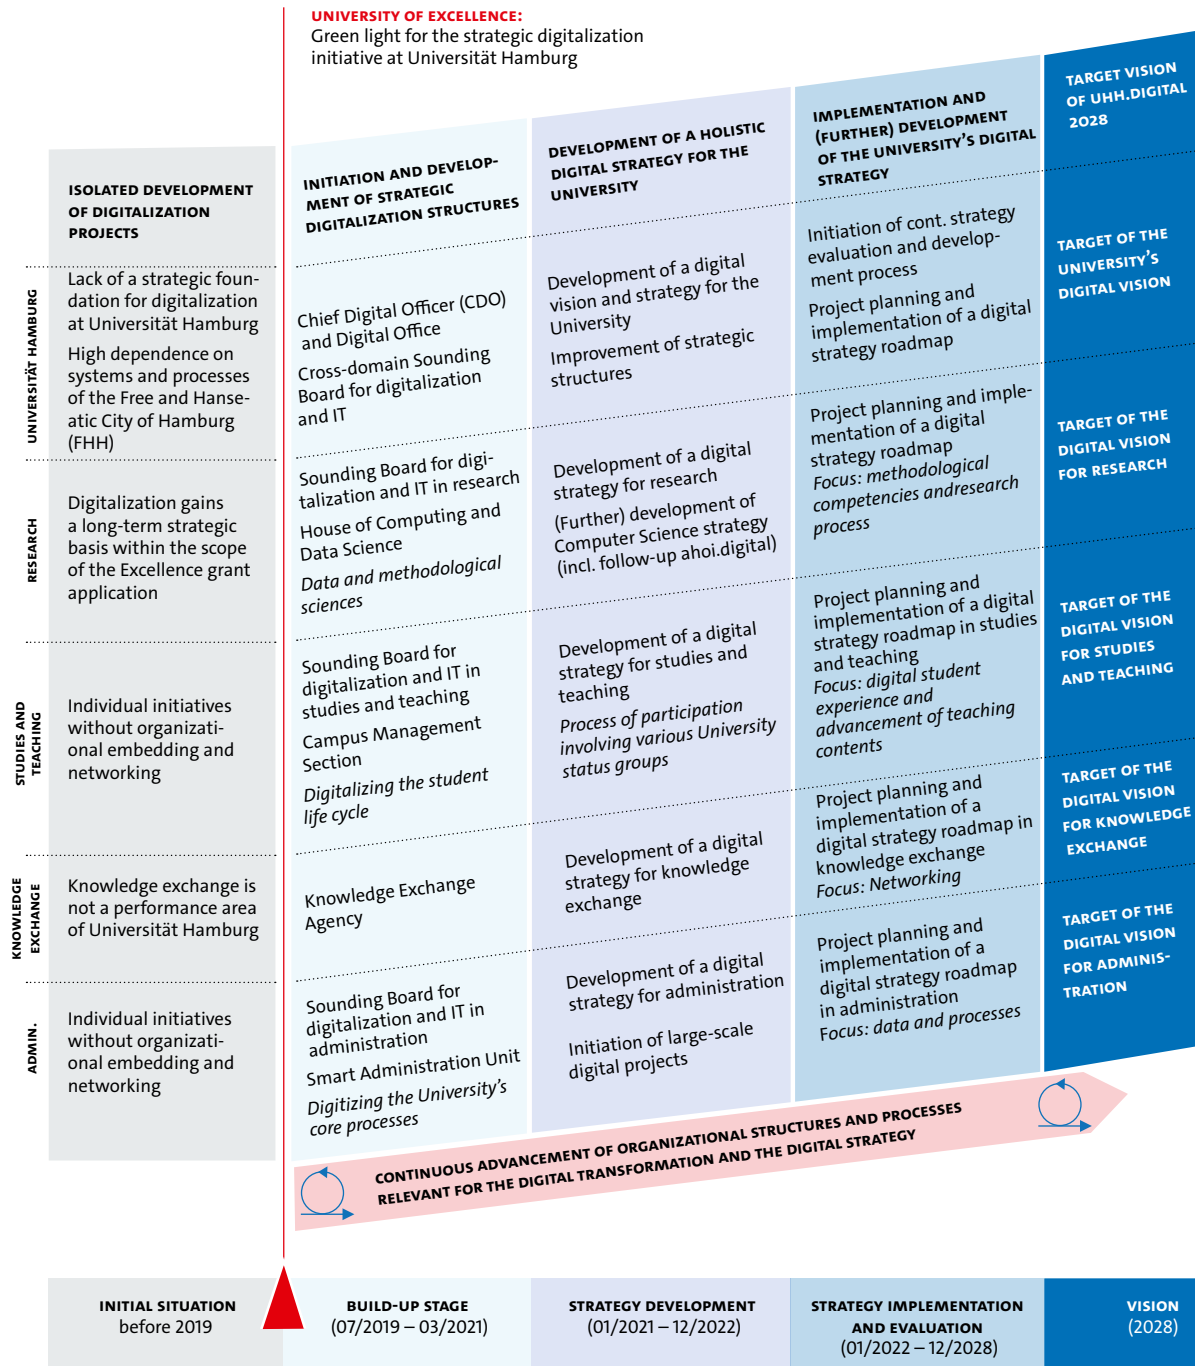 UNIVERSITY OF EXCELLENCE:
Green light for the strategic digitalization
initiative at Universität Hamburg
ISOLATED DEVELOPMENT
OF DIGITALIZATION
PROJECTS
INITIATION AND DEVELOP-
MENT OF STRATEGIC
DIGITALIZATION STRUCTURES
DEVELOPMENT OF A HOLISTIC
DIGITAL STRATEGY FOR THE
UNIVERSITY
IMPLEMENTATION AND
(FURTHER) DEVELOPMENT
OF THE UNIVERSITY'S DIGITAL
STRATEGY
TARGET VISION
OF UHH.DIGITAL
2028
UNIVERSITÄT HAMBURG
Lack of a strategic foun-
dation for digitalization
at Universität Hamburg
High dependence on
systems and processes
of the Free and Hanse-
atic City of Hamburg
(FHH)
Chief Digital Officer (CDO)
and Digital Office
Cross-domain Sounding
Board for digitalization
and IT
Development of a digital
vision and strategy for the
University
Improvement of strategic
structures
Initiation of cont. strategy
evaluation and develop-
ment process
Project planning and
implementation of a digital
strategy roadmap
TARGET OF THE
UNIVERSITY'S
DIGITAL VISION
RESEARCH
Digitalization gains
a long-term strategic
basis within the scope
of the Excellence grant
application
Sounding Board for digi-
talization and IT in research
House of Computing and
Data Science
Data and methodological
sciences
Development of a digital
strategy for research
(Further) development of
Computer Science strategy
(incl. follow-up ahoi.digital)
Project planning and imple-
mentation of a digital
strategy roadmap
Focus: methodological
competencies andresearch
process
TARGET OF THE
DIGITAL VISION
FOR RESEARCH
STUDIES AND
TEACHING
Individual initiatives
without organizati-
onal embedding and
networking
Sounding Board for
digitalization and IT in
studies and teaching
Campus Management
Section
Digitalizing the student
life cycle
Development of a digital
strategy for studies and
teaching
Process of participation
involving various University
status groups
Project planning and
implementation of a digital
strategy roadmap in studies
and teaching
Focus: digital student
experience and
advancement of teaching
contents
TARGET OF THE
DIGITAL VISION
FOR STUDIES
AND TEACHING
KNOWLEDGE
EXCHANGE
Knowledge exchange is
not a performance area
of Universität Hamburg
Knowledge Exchange
Agency
Development of a digital
strategy for knowledge
exchange
Project planning and
implementation of a
digital strategy roadmap in
knowledge exchange
Focus: Networking
TARGET OF THE
DIGITAL VISION
FOR KNOWLEDGE
EXCHANGE
ADMIN.
Individual initiatives
without organizati-
onal embedding and
networking
Sounding Board for
digitalization and IT in
administration
Smart Administration Unit
Digitizing the University's
core processes
Development of a digital
strategy for administration
Initiation of large-scale
digital projects
Project planning and
implementation of a
digital strategy roadmap
in administration
Focus: data and processes
TARGET OF THE
DIGITAL VISION
FOR ADMINIS-
TRATION
CONTINUOUS ADVANCEMENT OF ORGANIZATIONAL STRUCTURES AND PROCESSES
RELEVANT FOR THE DIGITAL TRANSFORMATION AND THE DIGITAL STRATEGY
INITIAL SITUATION
before 2019
BUILD-UP STAGE
(07/2019 – 03/2021)
STRATEGY DEVELOPMENT
(01/2021 – 12/2022)
STRATEGY IMPLEMENTATION
AND EVALUATION
(01/2022 – 12/2028)
VISION
(2028)